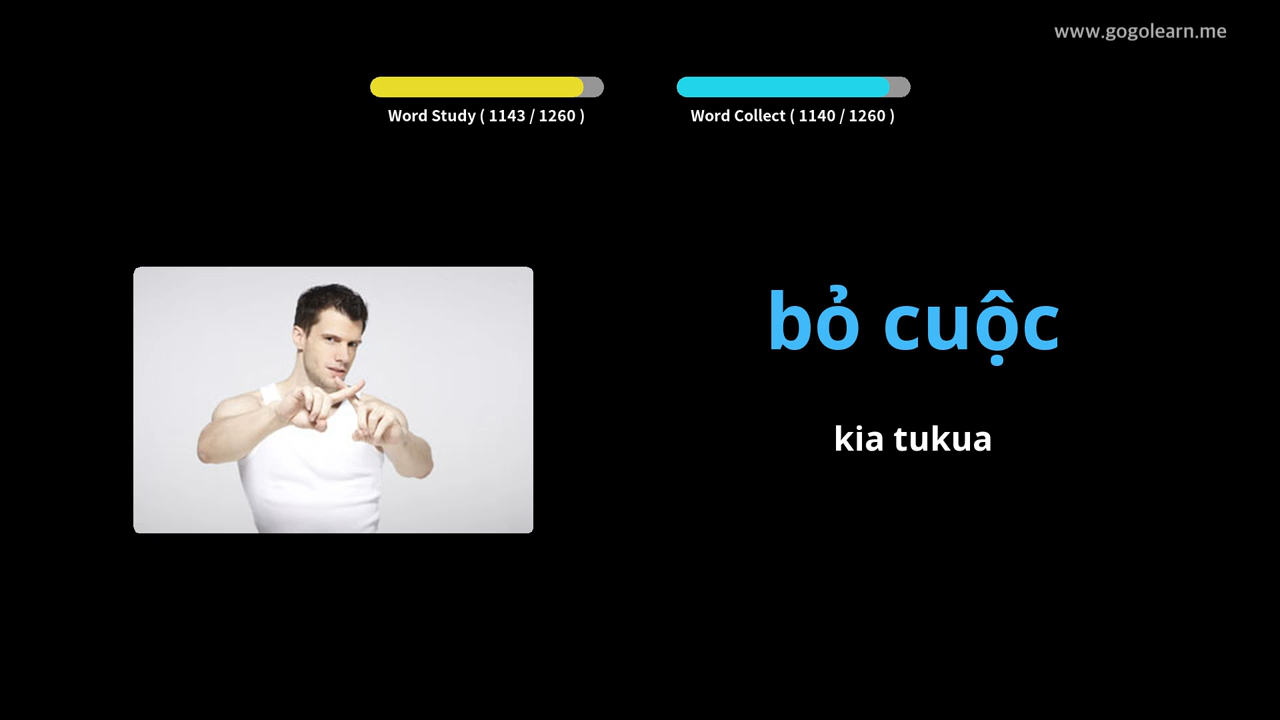 www.gogolearn.me
Word Study ( 1143 / 1260 )
Word Collect ( 1140 / 1260 )
bỏ cuộc
kia tukua